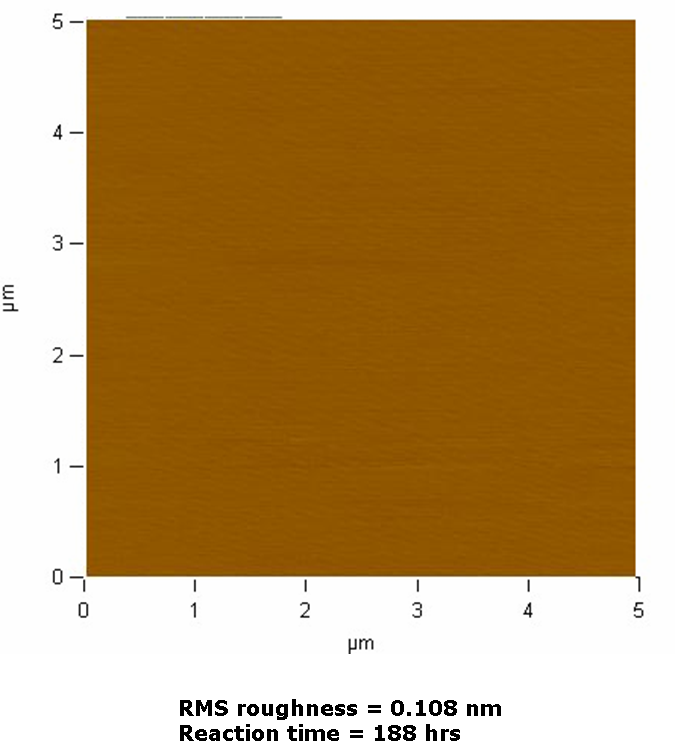 5
4
3
2
1
0
µm
0 1 2 3 4 5
µm
RMS roughness = 0.108 nm
Reaction time = 188 hrs